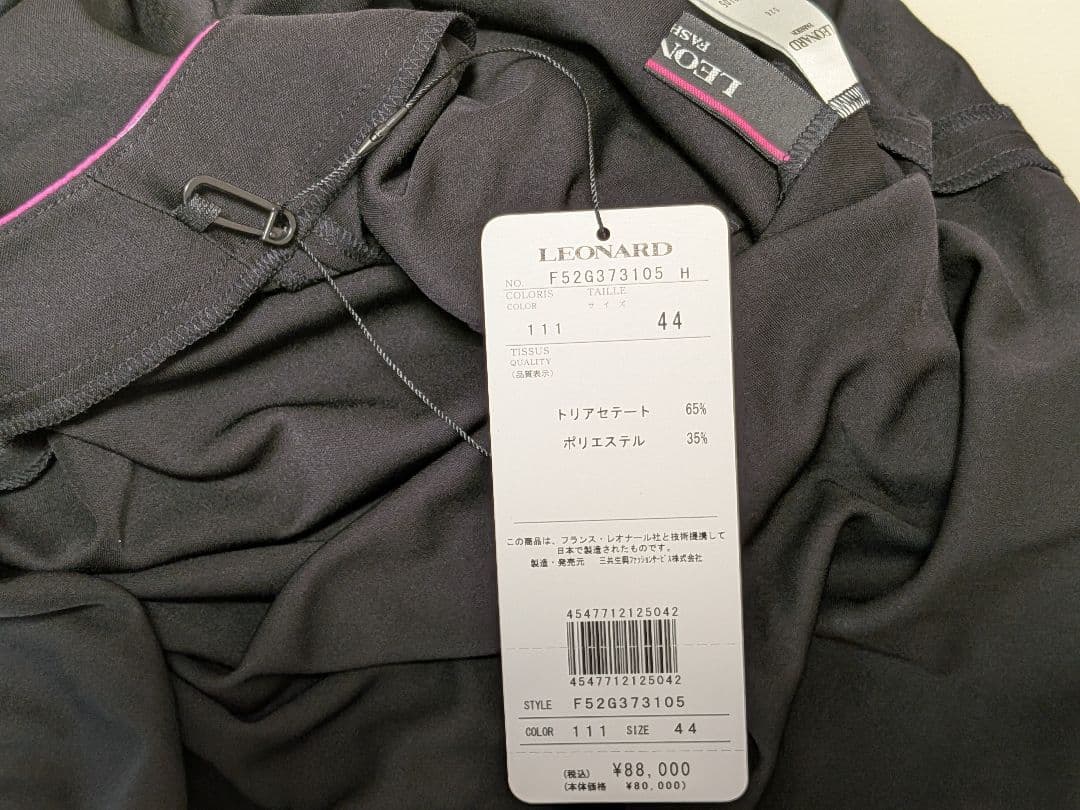 LEONARD
FASH
LEONARD
FASHION
LEONARD
NO. F52G373105 H
COLORIS TAILLE
COLOR サイズ
111 44
TISSUS
QUALITY
(品質表示)
トリアセテート 65%
ポリエステル 35%
この商品は、フランス・レオナール社と技術提携して
日本で製造されたものです。
製造・発売元 三共生興ファッションサービス株式会社
4547712125042
4547712125042
STYLE F52G373105
COLOR 111 SIZE 44
(税込) ¥88,000
(本体価格 ¥80,000)